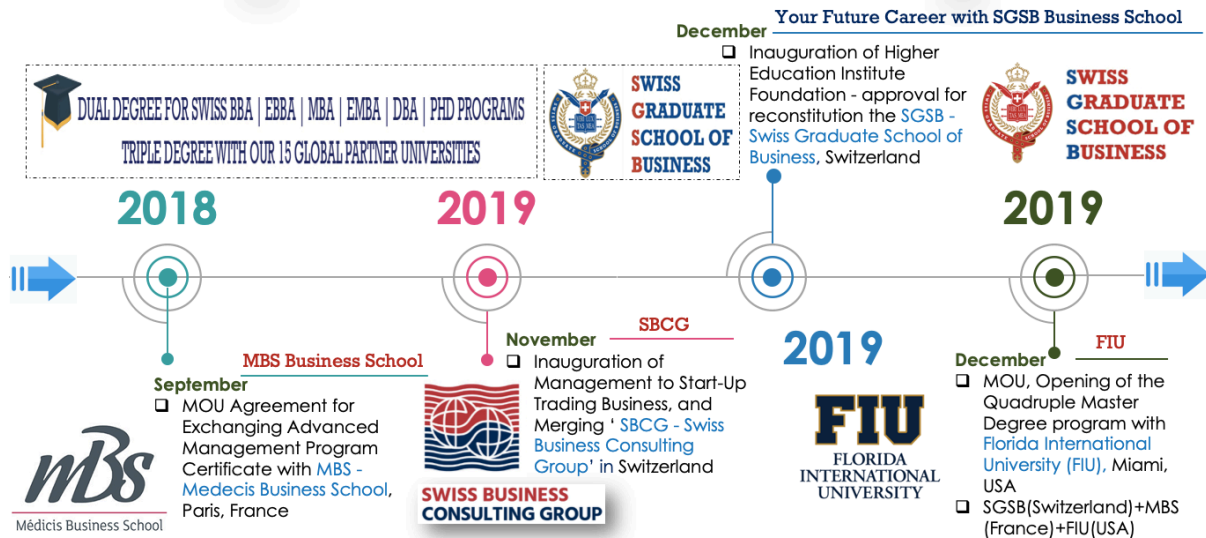 Your Future Career with SGSB Business School
DUAL DEGREE FOR SWISS BBA | EBBA | MBA | EMBA | DBA | PHD PROGRAMS
TRIPLE DEGREE WITH OUR 15 GLOBAL PARTNER UNIVERSITIES
SWISS
GRADUATE
SCHOOL OF
BUSINESS
December
Inauguration of Higher
Education Institute
Foundation - approval for
reconstitution the SGSB -
Swiss Graduate School of
Business, Switzerland
SWISS
GRADUATE
SCHOOL OF
BUSINESS
2018
2019
2019
2019
MBS Business School
September
MOU Agreement for
Exchanging Advanced
Management Program
Certificate with MBS -
Medecis Business School,
Paris, France
mBs
Médicis Business School
SBCG
November
Inauguration of
Management to Start-Up
Trading Business, and
Merging ‘ SBCG - Swiss
Business Consulting
Group’ in Switzerland
SWISS BUSINESS
CONSULTING GROUP
FIU
FLORIDA
INTERNATIONAL
UNIVERSITY
FIU
December
MOU, Opening of the
Quadruple Master
Degree program with
Florida International
University (FIU), Miami,
USA
SGSB(Switzerland)+MBS
(France)+FIU(USA)